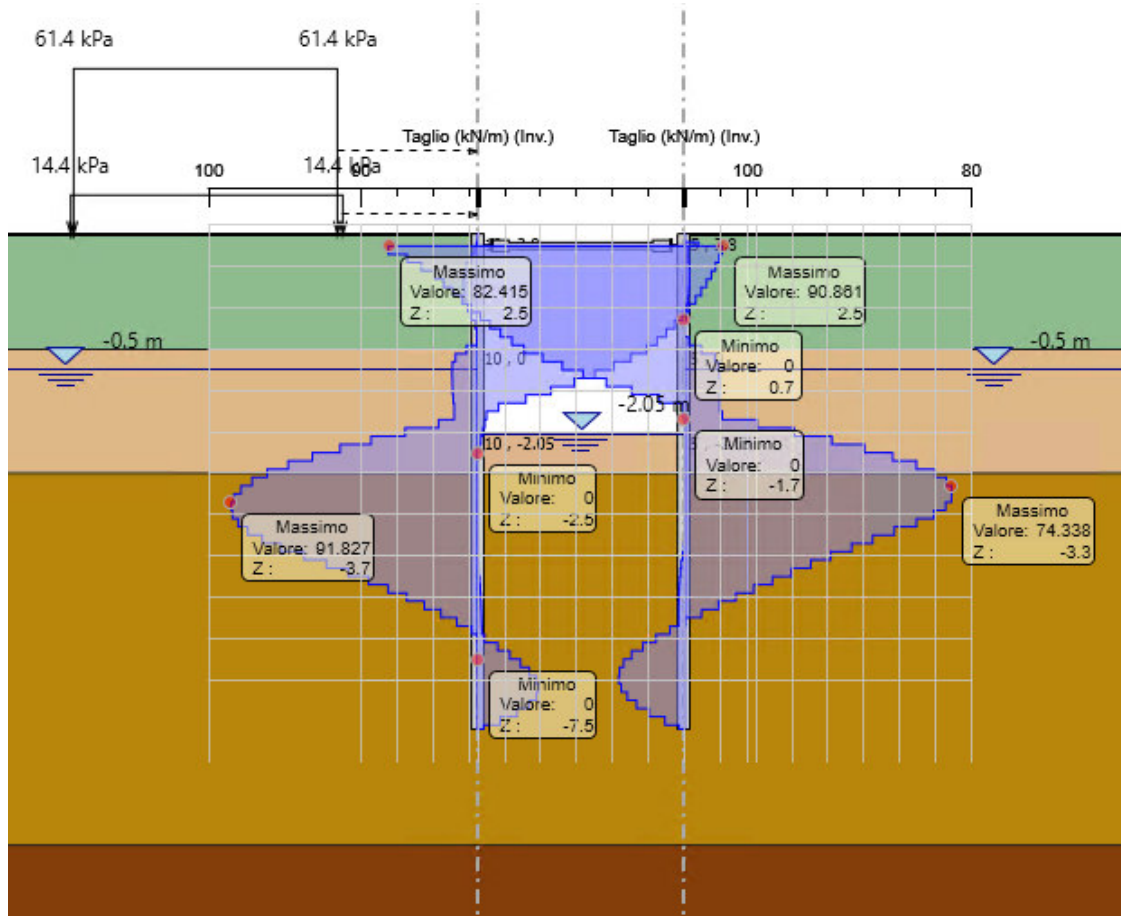 61.4 kPa
61.4 kPa
Taglio (kN/m) (Inv.)
Taglio (kN/m) (Inv.)
14.4 kPa
14.4 kPa
100
90
100
80
Massimo
Valore: 82.415
Z : 2.5
Massimo
Valore: 90.861
Z : 2.5
-0.5 m
-0.5 m
Minimo
Valore: 0
Z : 0.7
10 , 0
-2.05 m
10 , -2.05
Minimo
Valore: 0
Z : -1.7
Minimo
Valore: 0
Z : -2.5
Massimo
Valore: 91.827
Z : -3.7
Massimo
Valore: 74.338
Z : -3.3
Minimo
Valore: 0
Z : -7.5